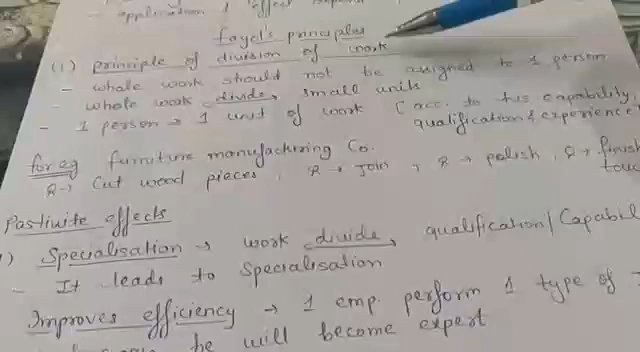 - application & effect
Fayol's principles
(1) principle of division of work
- whole work should not be assigned to 1 person
- whole work divide, small units
- 1 person → 1 unit of work (acc. to his capability,
qualification & experience
for eg furniture manufacturing Co.
R→ Cut wood pieces, R→ Join, R→ polish, R→ finish
touc
Positive effects
1) Specialisation → work divide, qualification/Capabil
- It leads to Specialisation
Improves efficiency → 1 emp. perform 1 type of
he will become expert